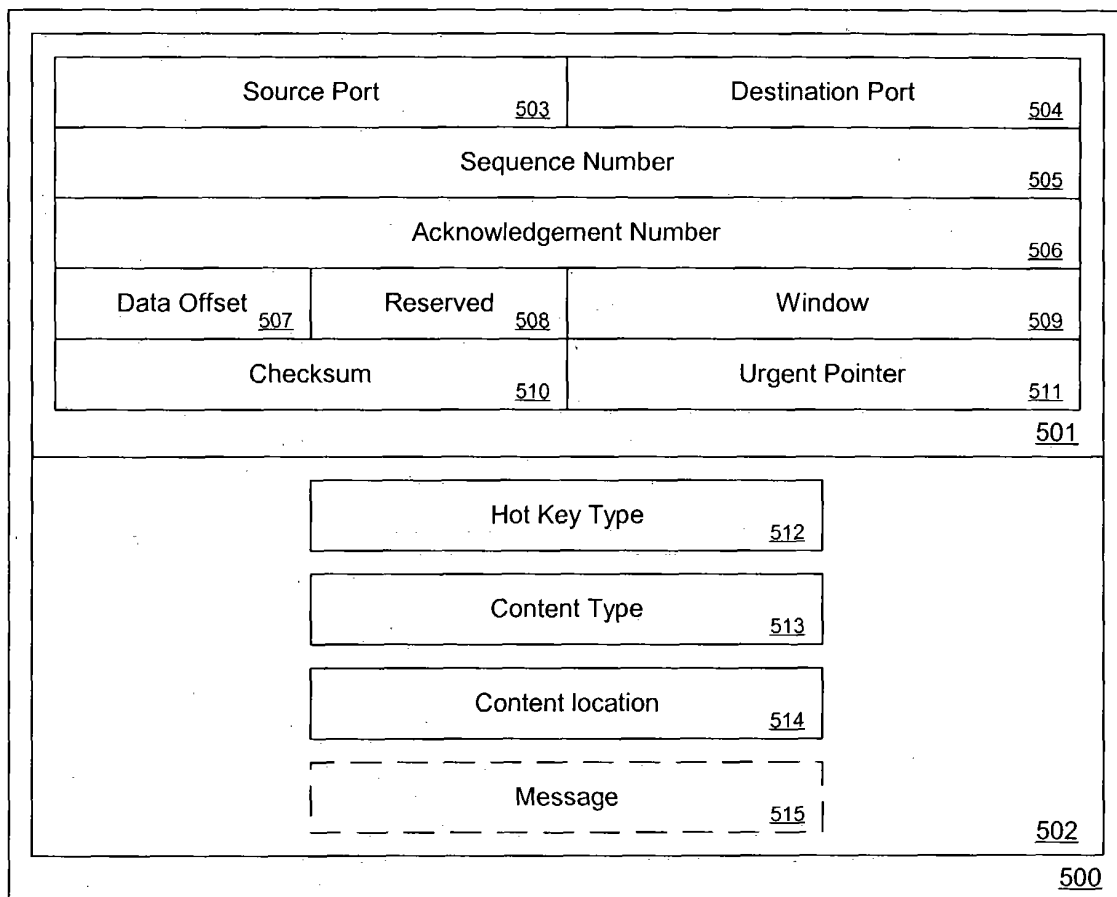 Source Port 503 Destination Port 504
Sequence Number 505
Acknowledgement Number 506
Data Offset 507 Reserved 508 Window 509
Checksum 510 Urgent Pointer 511
501
Hot Key Type 512
Content Type 513
Content location 514
Message 515
502
500